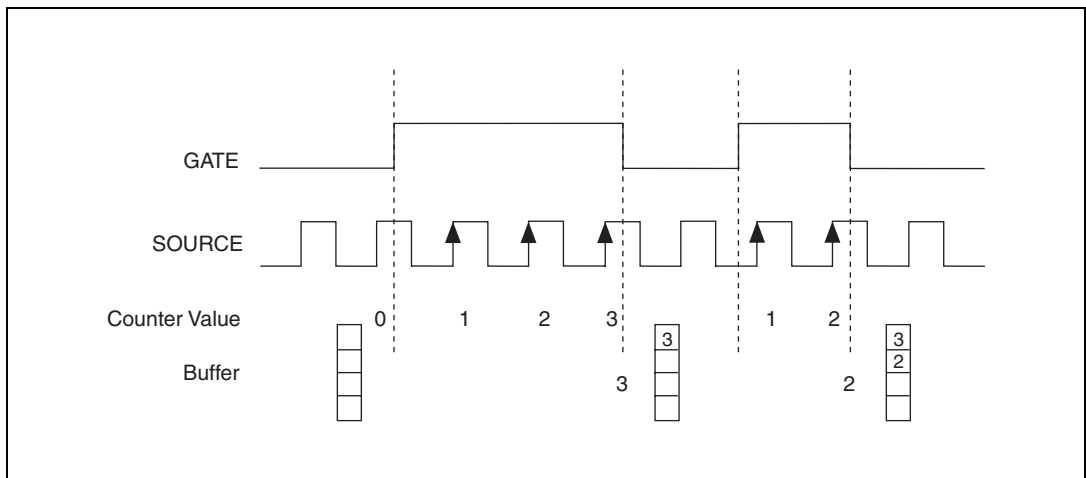 GATE
SOURCE
Counter Value 0 1 2 3 1 2
3 3
2
Buffer 3 2